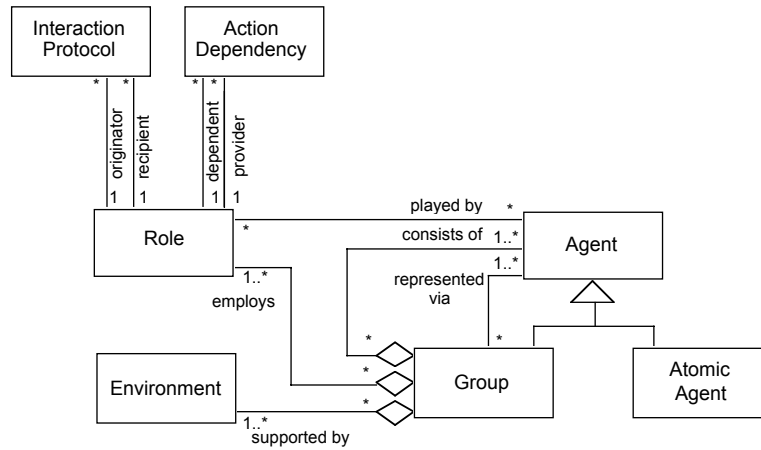 Interaction
Protocol
Action
Dependency
* *
* *
originator
recipient
dependent
provider
1 1
1 1
Role
played by *
*
consists of 1..*
Agent
1..*
represented
via
1..*
employs
* *
Environment
*
Group
Atomic
Agent
*
1..*
supported by